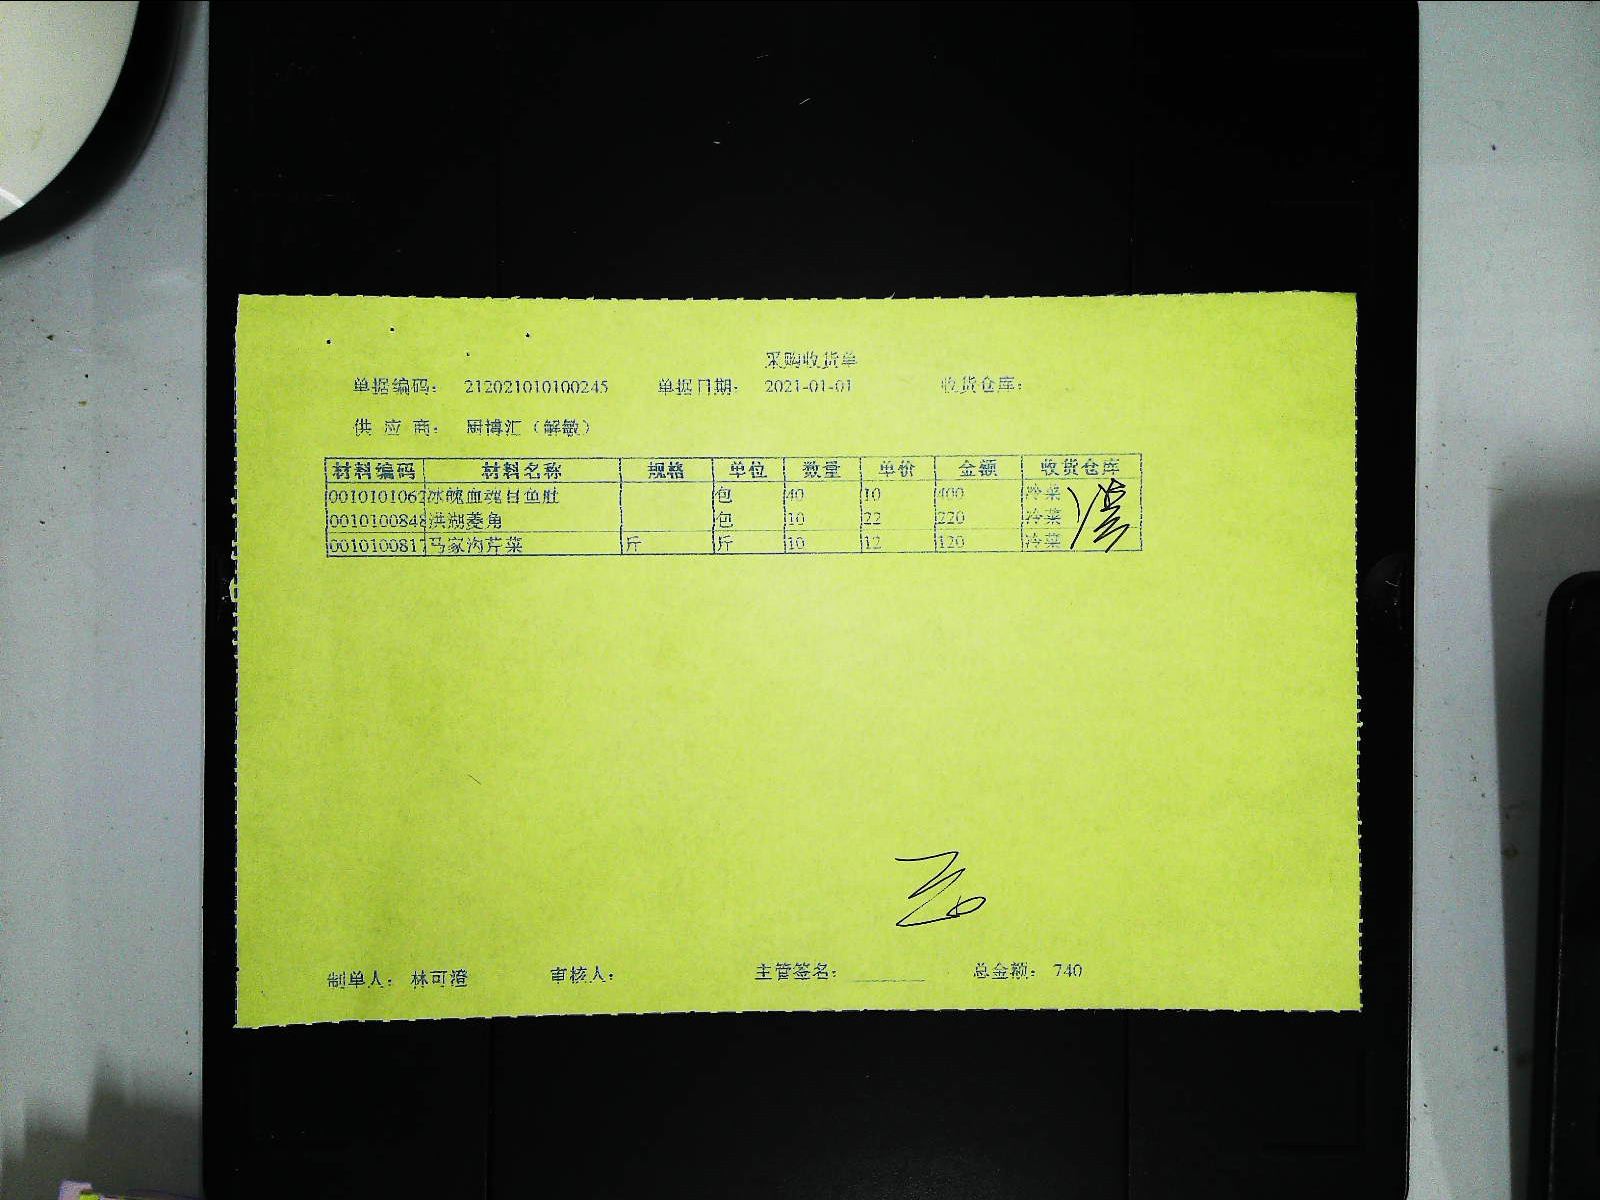 采购收货单
单据编码： 212021010100245 单据日期： 2021-01-01 收货仓库：
供 应 商： 厨博汇（解敏）
材料编码 材料名称 规格 单位 数量 单价 金额 收货仓库
0010101062 冰魄血魂目鱼肚 包 40 10 400 冷菜
0010100848 洪湖菱角 包 10 22 220 冷菜
0010100817 马家沟芹菜 斤 斤 10 12 120 冷菜
制单人： 林可澄 审核人： 主管签名： 总金额： 740